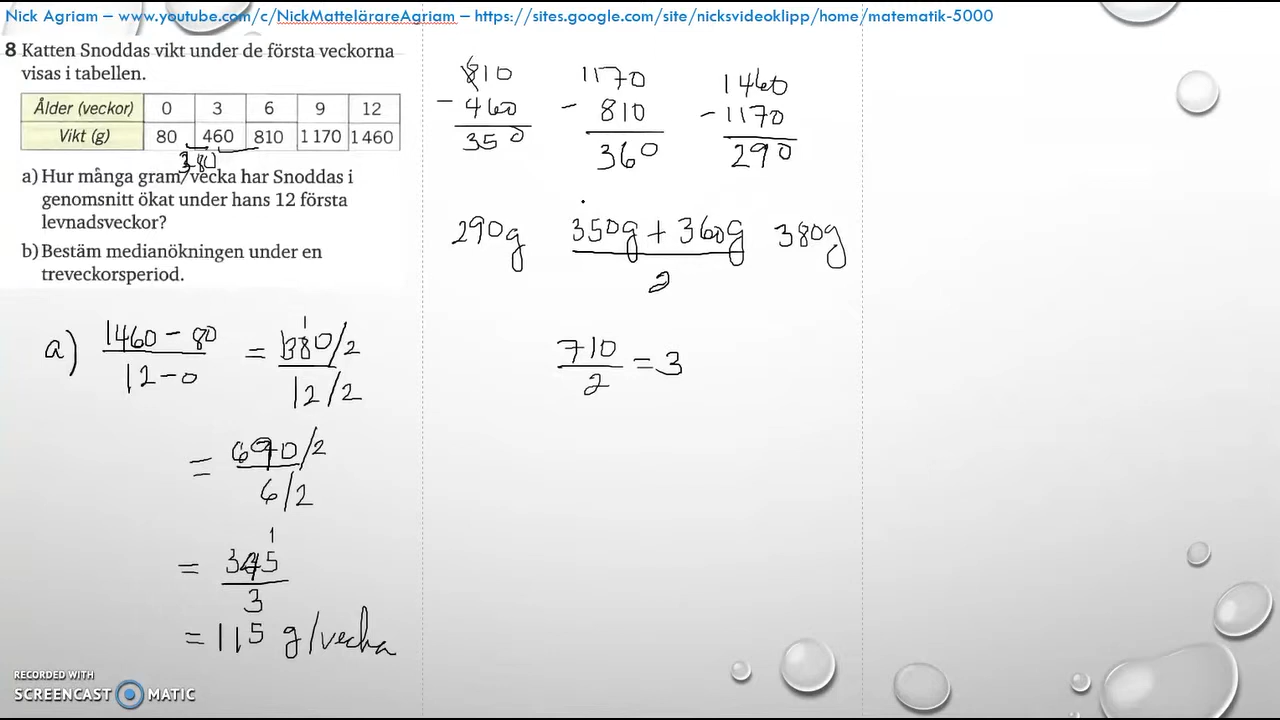 Nick Agriam – www.youtube.com/c/NickMattelärareAgriam – https://sites.google.com/site/nicksvideoklipp/home/matematik-5000
8 Katten Snoddas vikt under de första veckorna
visas i tabellen.
Ålder (veckor) 0 3 6 9 12
Vikt (g) 80 460 810 1 170 1 460
380
a) Hur många gram/vecka har Snoddas i
genomsnitt ökat under hans 12 första
levnadsveckor?
b) Bestäm medianökningen under en
treveckorsperiod.
a) 1460 - 80 = 1380/2
12 - 0 12/2
= 690/2
6/2
1
= 345
3
= 115 g/vecka
810
- 460
350
1170
- 810
360
1460
- 1170
290
290g 350g + 360g 380g
2
710 = 3
2
RECORDED WITH
SCREENCAST MATIC